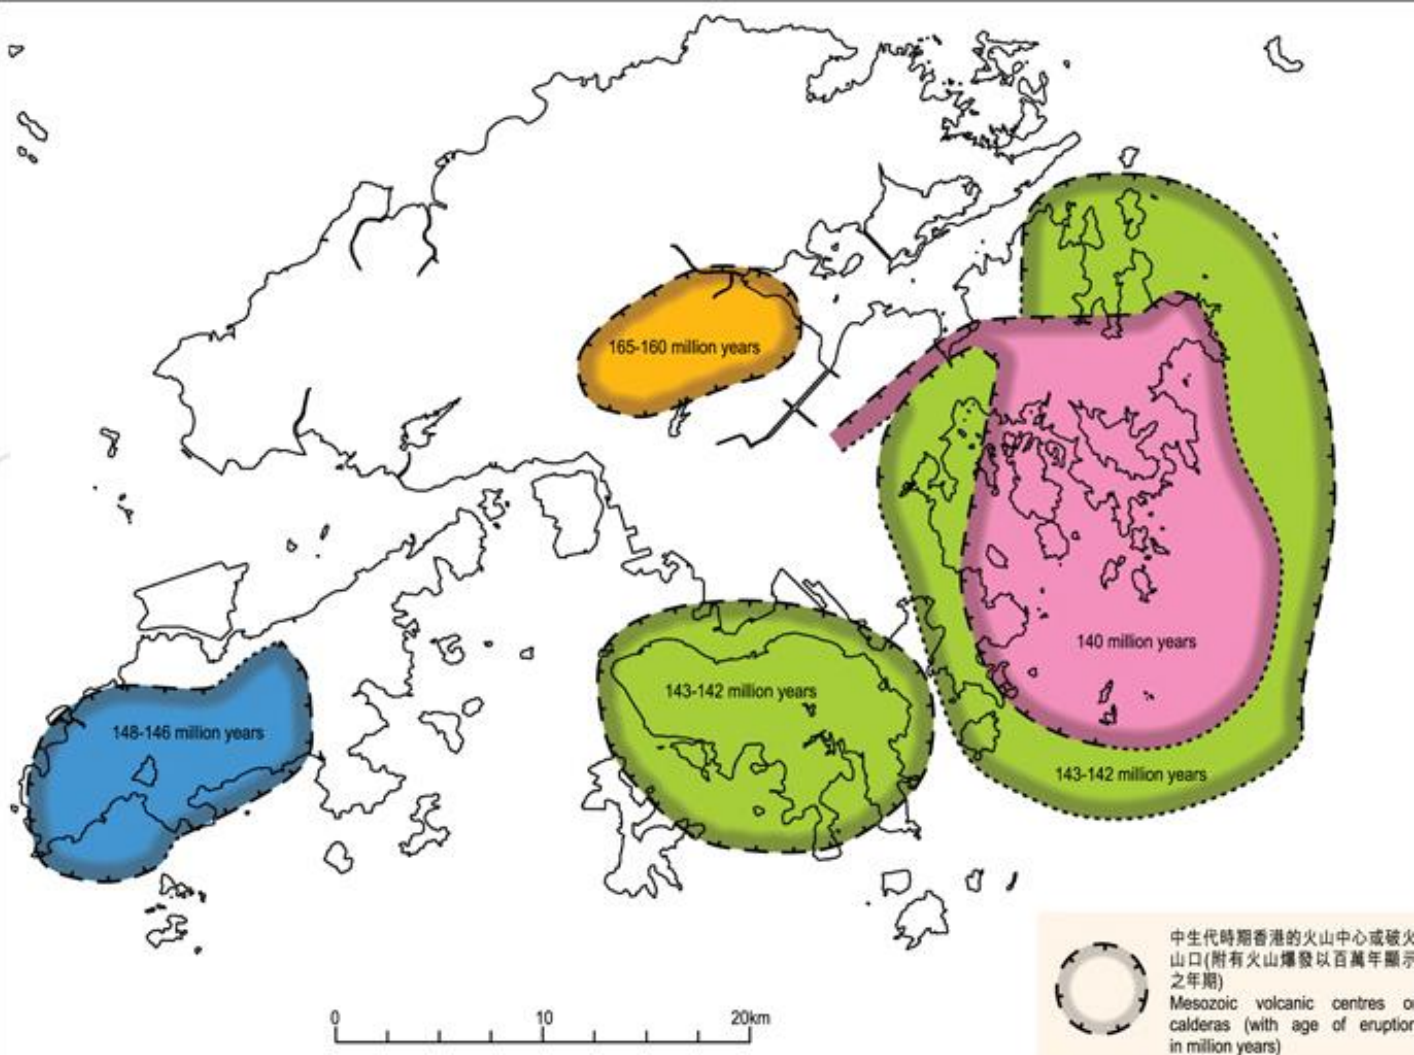 165-160 million years
140 million years
143-142 million years
148-146 million years
143-142 million years
0 10 20km
中生代時期香港的火山中心或破火
山口(附有火山爆發以百萬年顯示
之年期)
Mesozoic volcanic centres or
calderas (with age of eruption
in million years)